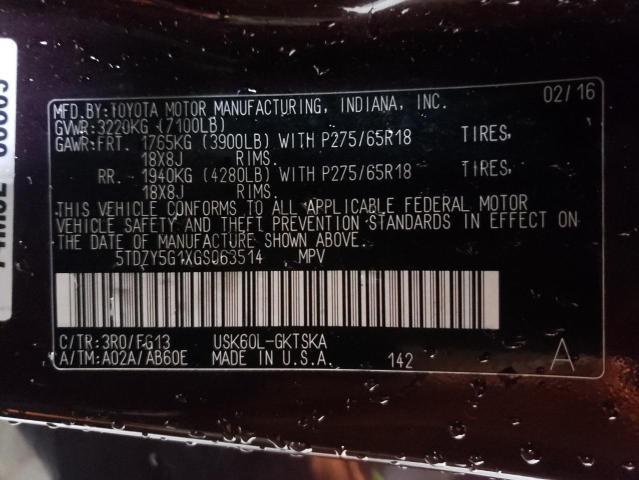 MFD.BY:TOYOTA MOTOR MANUFACTURING, INDIANA, INC. 02/16
GVWR:3220KG (7100LB)
GAWR:FRT. 1765KG (3900LB) WITH P275/65R18 TIRES,
18X8J RIMS.
RR. 1940KG (4280LB) WITH P275/65R18 TIRES,
18X8J RIMS.
THIS VEHICLE CONFORMS TO ALL APPLICABLE FEDERAL MOTOR
VEHICLE SAFETY AND THEFT PREVENTION STANDARDS IN EFFECT ON
THE DATE OF MANUFACTURE SHOWN ABOVE.
5TDZY5G1XGS063514 MPV
C/TR:3R0/FG13 USK60L-GKTSKA
A/TM:A02A/AB60E MADE IN U.S.A. 142 A